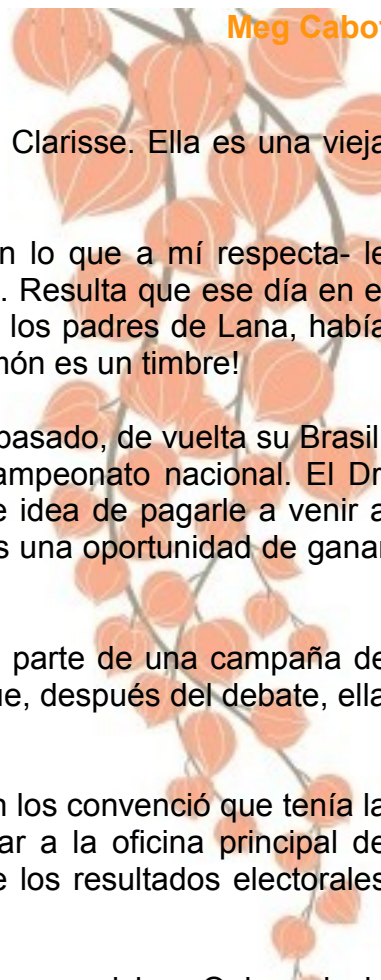 Meg Cabot
Clarisse. Ella es una vieja
n lo que a mí respecta- le
. Resulta que ese día en e
los padres de Lana, había
món es un timbre!
pasado, de vuelta su Brasil
ampeonato nacional. El Dr
e idea de pagarle a venir a
s una oportunidad de ganar
parte de una campaña de
ue, después del debate, ella
n los convenció que tenía la
ar a la oficina principal de
e los resultados electorales